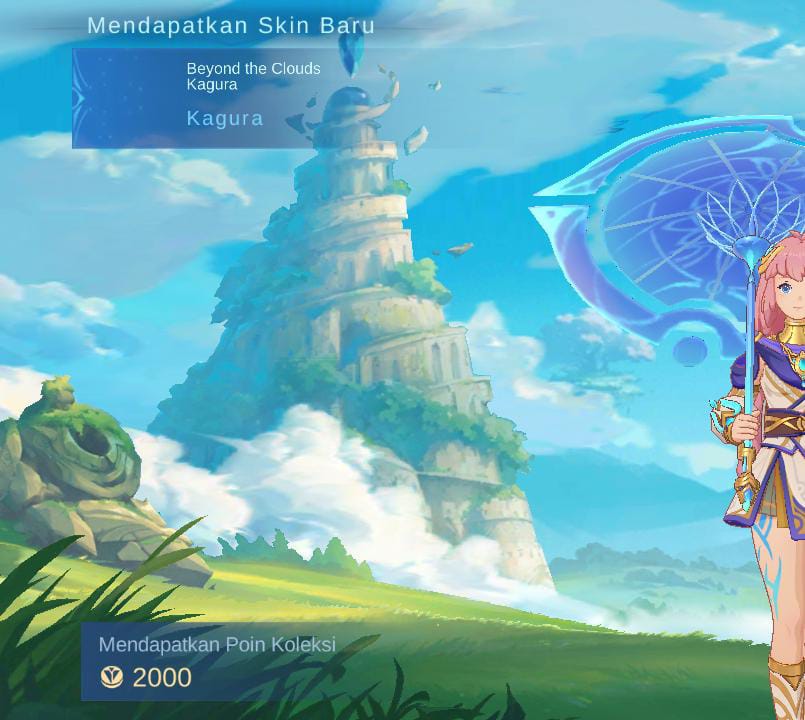 Mendapatkan Skin Baru
Beyond the Clouds
Kagura
Kagura
Mendapatkan Poin Koleksi
2000